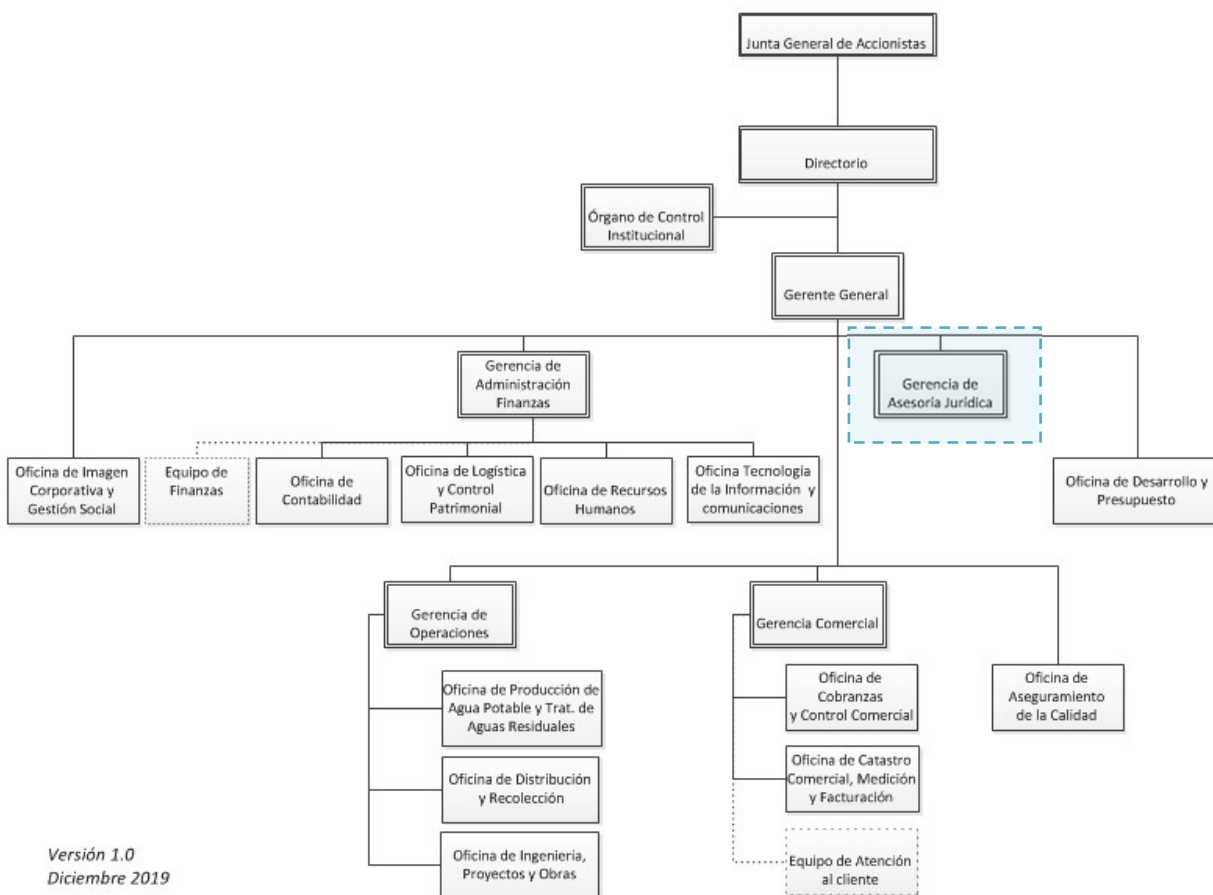 Junta General de Accionistas
Directorio
Órgano de Control
Institucional
Gerente General
Gerencia de
Administración
Finanzas
Gerencia de
Asesoría Jurídica
Oficina de Imagen
Corporativa y
Gestión Social
Equipo de
Finanzas
Oficina de
Contabilidad
Oficina de Logística
y Control
Patrimonial
Oficina de Recursos
Humanos
Oficina Tecnología
de la Información y
comunicaciones
Oficina de Desarrollo y
Presupuesto
Gerencia de
Operaciones
Gerencia Comercial
Oficina de Producción de
Agua Potable y Trat. de
Aguas Residuales
Oficina de
Cobranzas
y Control Comercial
Oficina de
Aseguramiento
de la Calidad
Oficina de Distribución
y Recolección
Oficina de Catastro
Comercial, Medición
y Facturación
Oficina de Ingeniería,
Proyectos y Obras
Equipo de Atención
al cliente
Versión 1.0
Diciembre 2019